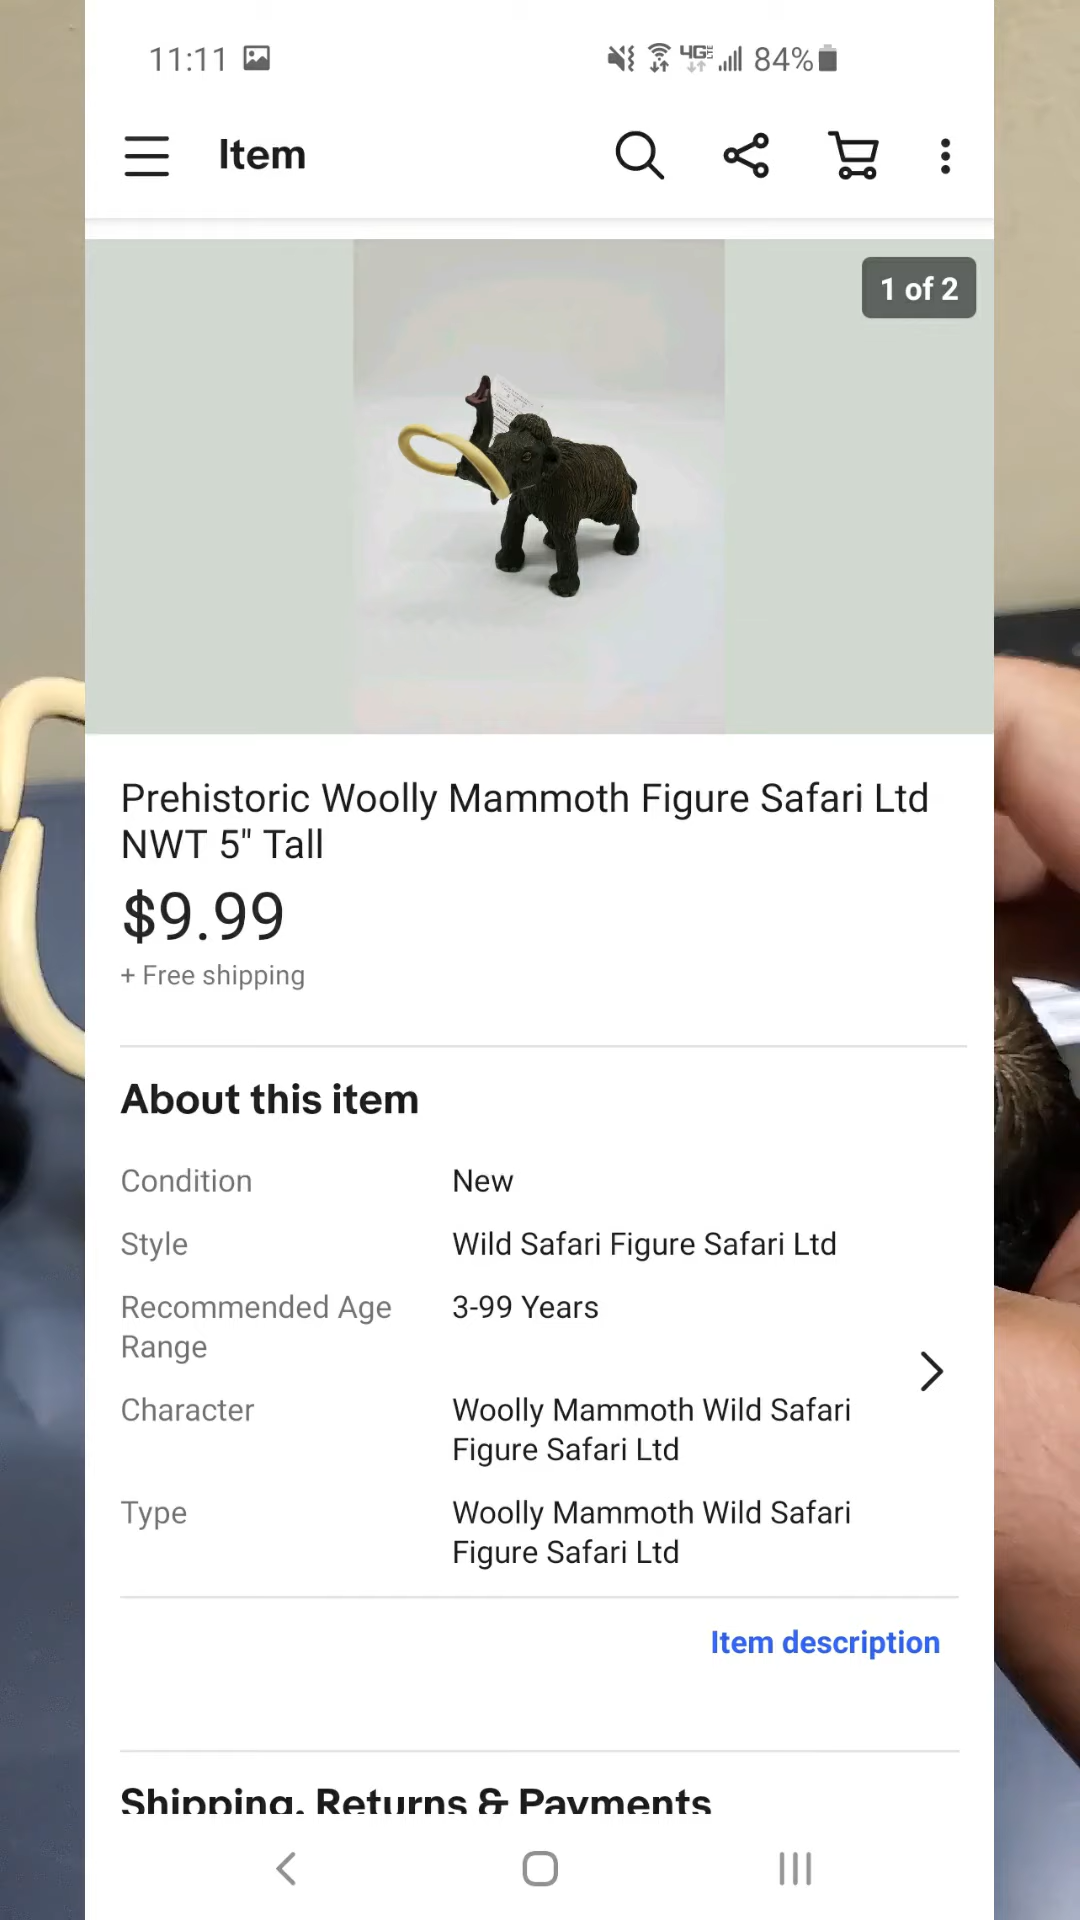 11:11 4G LTE 84%
Item
1 of 2
Prehistoric Woolly Mammoth Figure Safari Ltd
NWT 5" Tall
$9.99
+ Free shipping
About this item
Condition New
Style Wild Safari Figure Safari Ltd
Recommended Age 3-99 Years
Range
Character Woolly Mammoth Wild Safari
Figure Safari Ltd
Type Woolly Mammoth Wild Safari
Figure Safari Ltd
Item description
Shipping, Returns & Payments